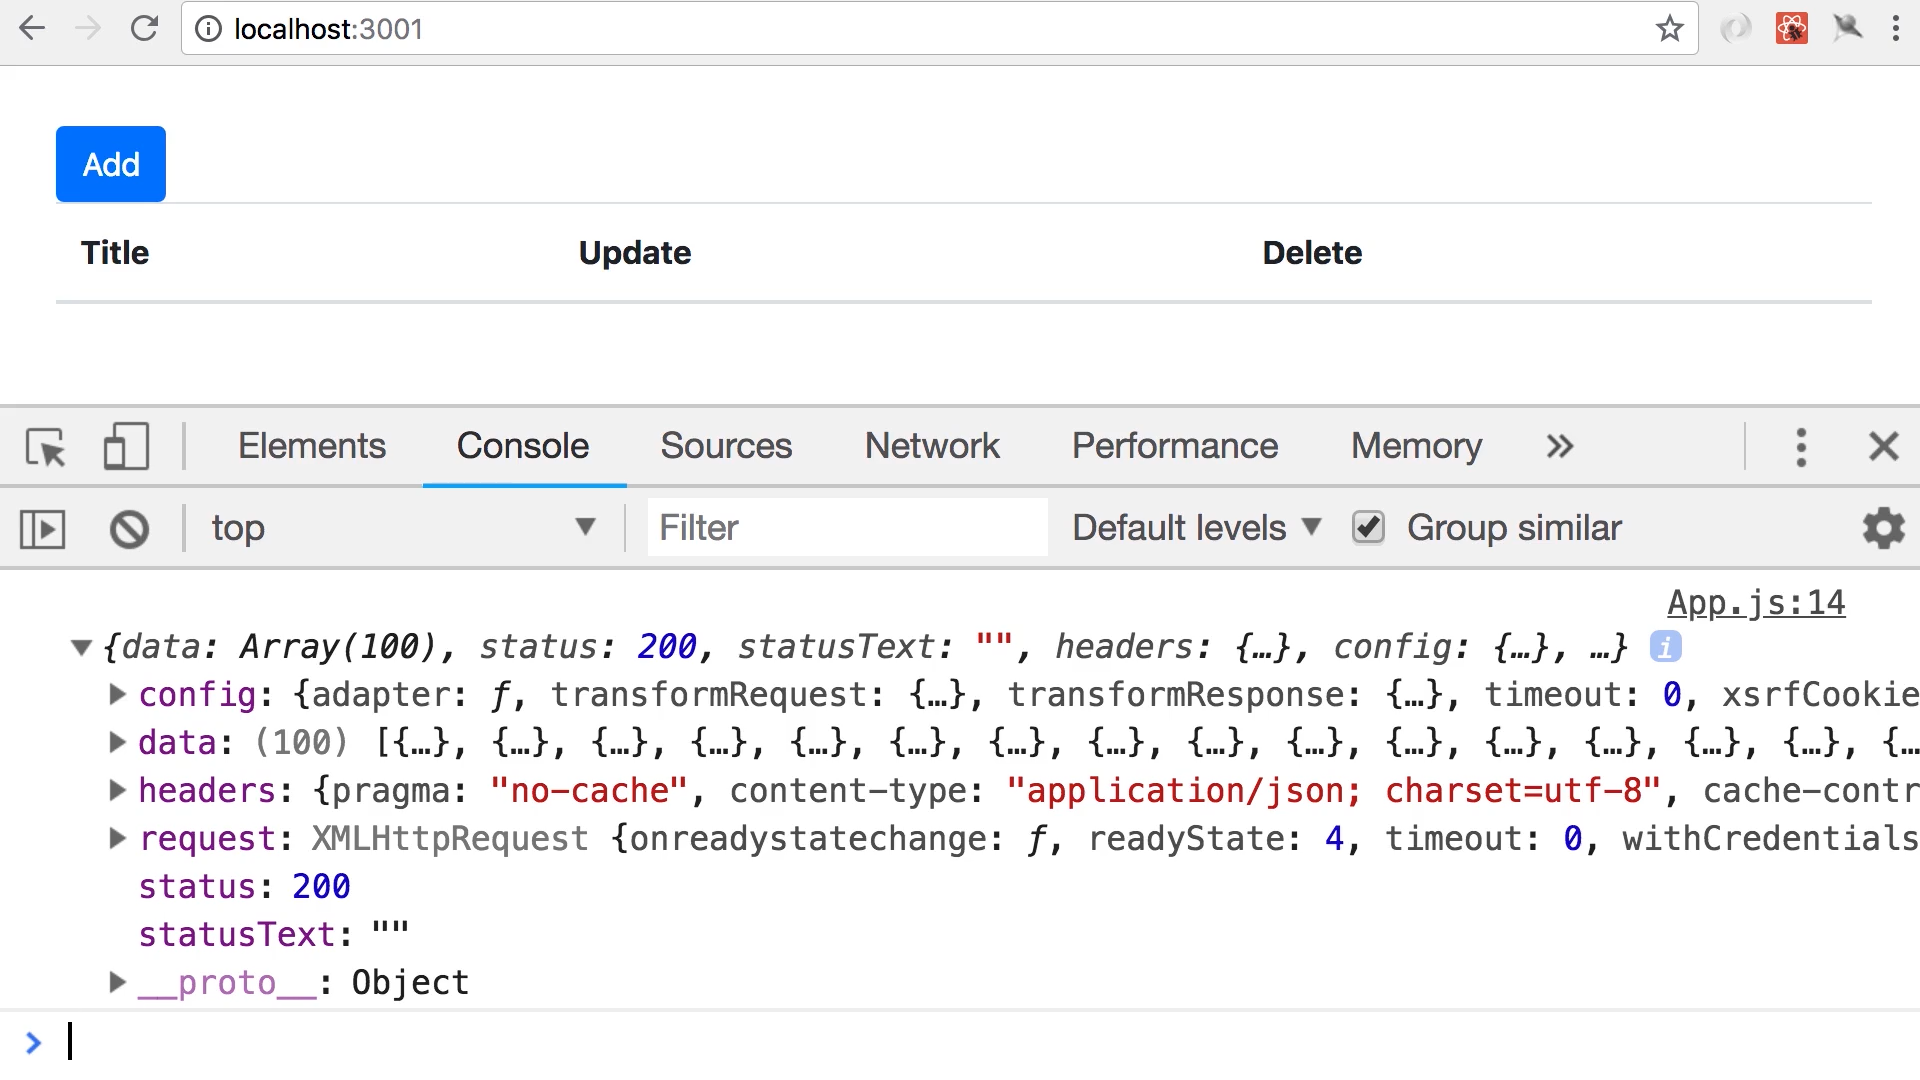 localhost:3001
Add
Title Update Delete
Elements Console Sources Network Performance Memory »
top ▼ Filter Default levels ▼ Group similar
App.js:14
▼ {data: Array(100), status: 200, statusText: "", headers: {…}, config: {…}, …} i
▶ config: {adapter: ƒ, transformRequest: {…}, transformResponse: {…}, timeout: 0, xsrfCookie
▶ data: (100) [{…}, {…}, {…}, {…}, {…}, {…}, {…}, {…}, {…}, {…}, {…}, {…}, {…}, {…}, {…}, {…
▶ headers: {pragma: "no-cache", content-type: "application/json; charset=utf-8", cache-contr
▶ request: XMLHttpRequest {onreadystatechange: ƒ, readyState: 4, timeout: 0, withCredentials
status: 200
statusText: ""
▶ __proto__: Object
>